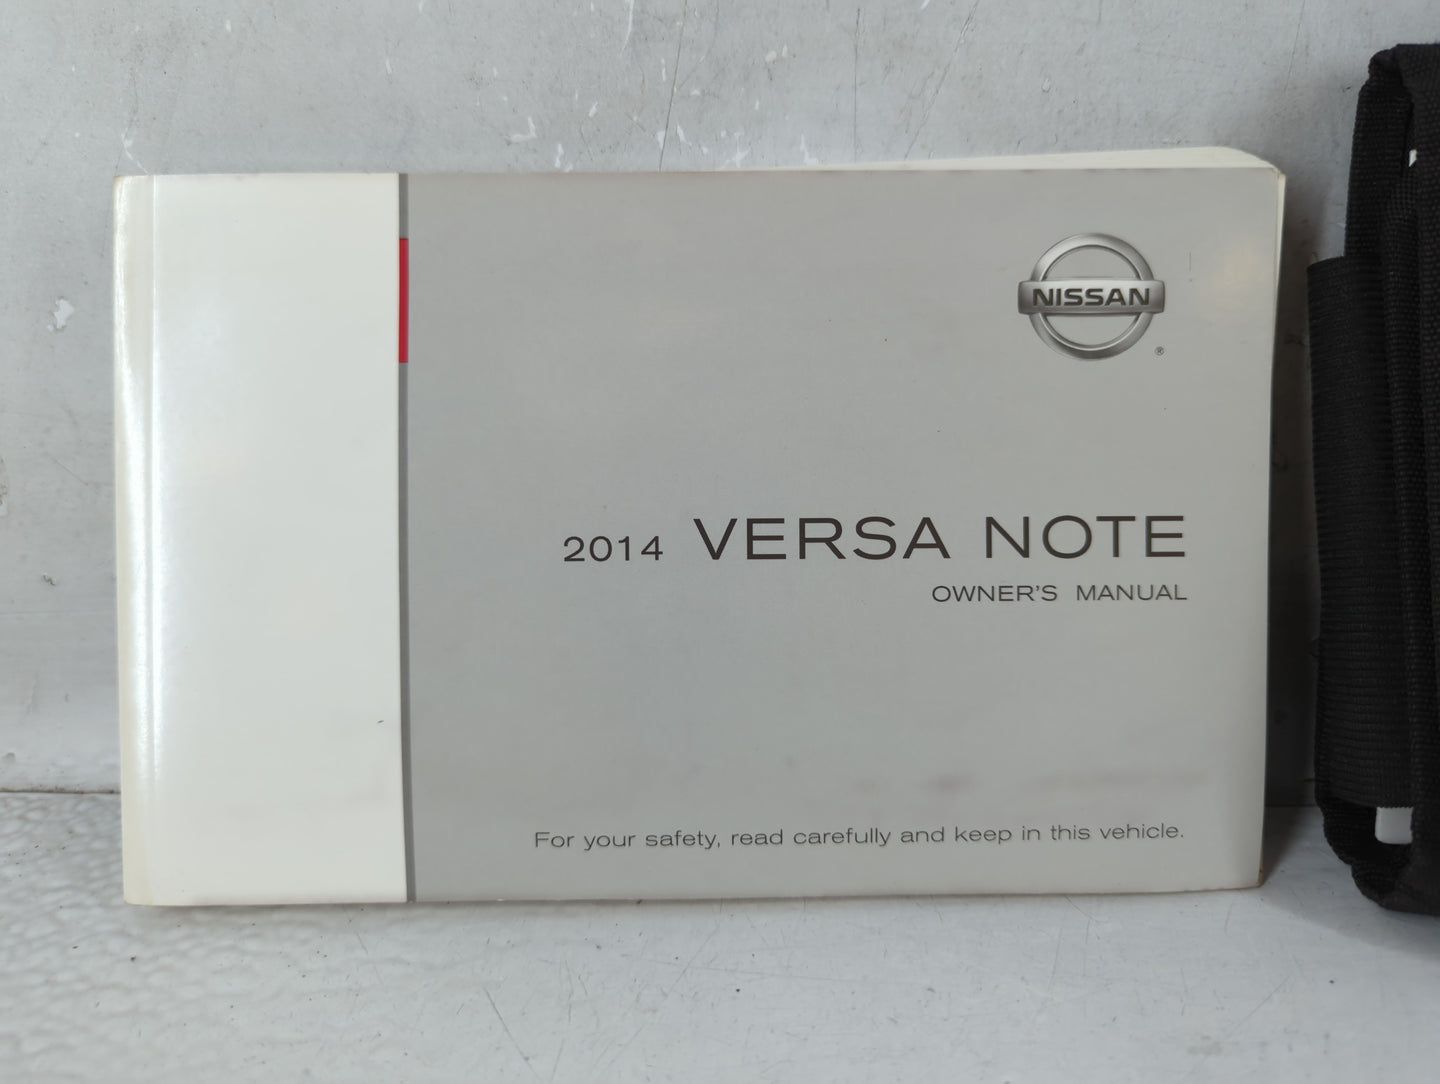 NISSAN
®
2014 VERSA NOTE
OWNER'S MANUAL
For your safety, read carefully and keep in this vehicle.